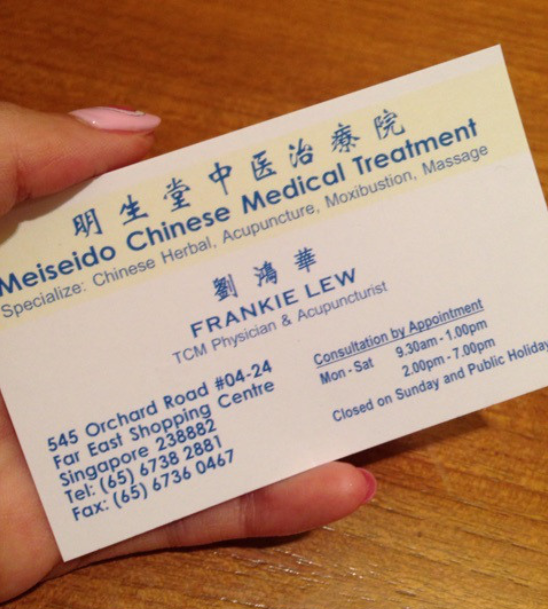 明生堂中医治療院
Meiseido Chinese Medical Treatment
Specialize: Chinese Herbal, Acupuncture, Moxibustion, Massage
劉鴻華
FRANKIE LEW
TCM Physician & Acupuncturist
545 Orchard Road #04-24
Far East Shopping Centre
Singapore 238882
Tel: (65) 6738 2881
Fax: (65) 6736 0467
Consultation by Appointment
Mon - Sat 9.30am - 1.00pm
2.00pm - 7.00pm
Closed on Sunday and Public Holiday